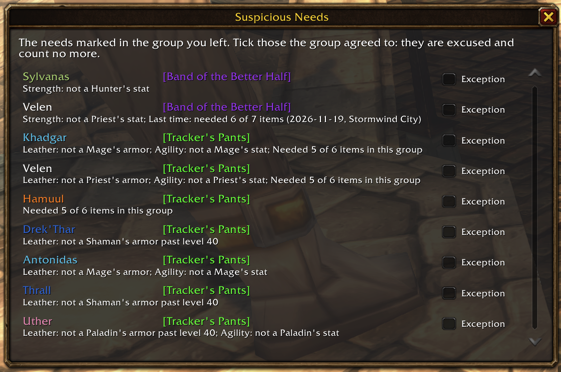 Suspicious Needs
The needs marked in the group you left. Tick those the group agreed to: they are excused and
count no more.
Sylvanas [Band of the Better Half] Exception
Strength: not a Hunter's stat
Velen [Band of the Better Half] Exception
Strength: not a Priest's stat; Last time: needed 6 of 7 items (2026-11-19, Stormwind City)
Khadgar [Tracker's Pants] Exception
Leather: not a Mage's armor; Agility: not a Mage's stat; Needed 5 of 6 items in this group
Velen [Tracker's Pants] Exception
Leather: not a Priest's armor; Agility: not a Priest's stat; Needed 5 of 6 items in this group
Hamuul [Tracker's Pants] Exception
Needed 5 of 6 items in this group
Drek'Thar [Tracker's Pants] Exception
Leather: not a Shaman's armor past level 40
Antonidas [Tracker's Pants] Exception
Leather: not a Mage's armor; Agility: not a Mage's stat
Thrall [Tracker's Pants] Exception
Leather: not a Shaman's armor past level 40
Uther [Tracker's Pants] Exception
Leather: not a Paladin's armor past level 40; Agility: not a Paladin's stat